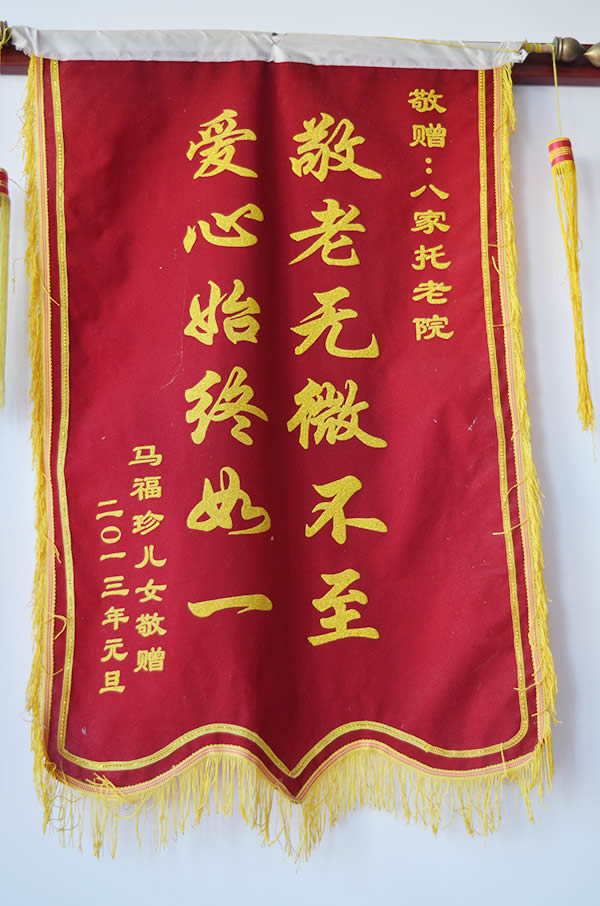 敬赠：八家托老院
敬老无微不至
爱心始终如一
马福珍儿女敬赠
二〇一三年元旦